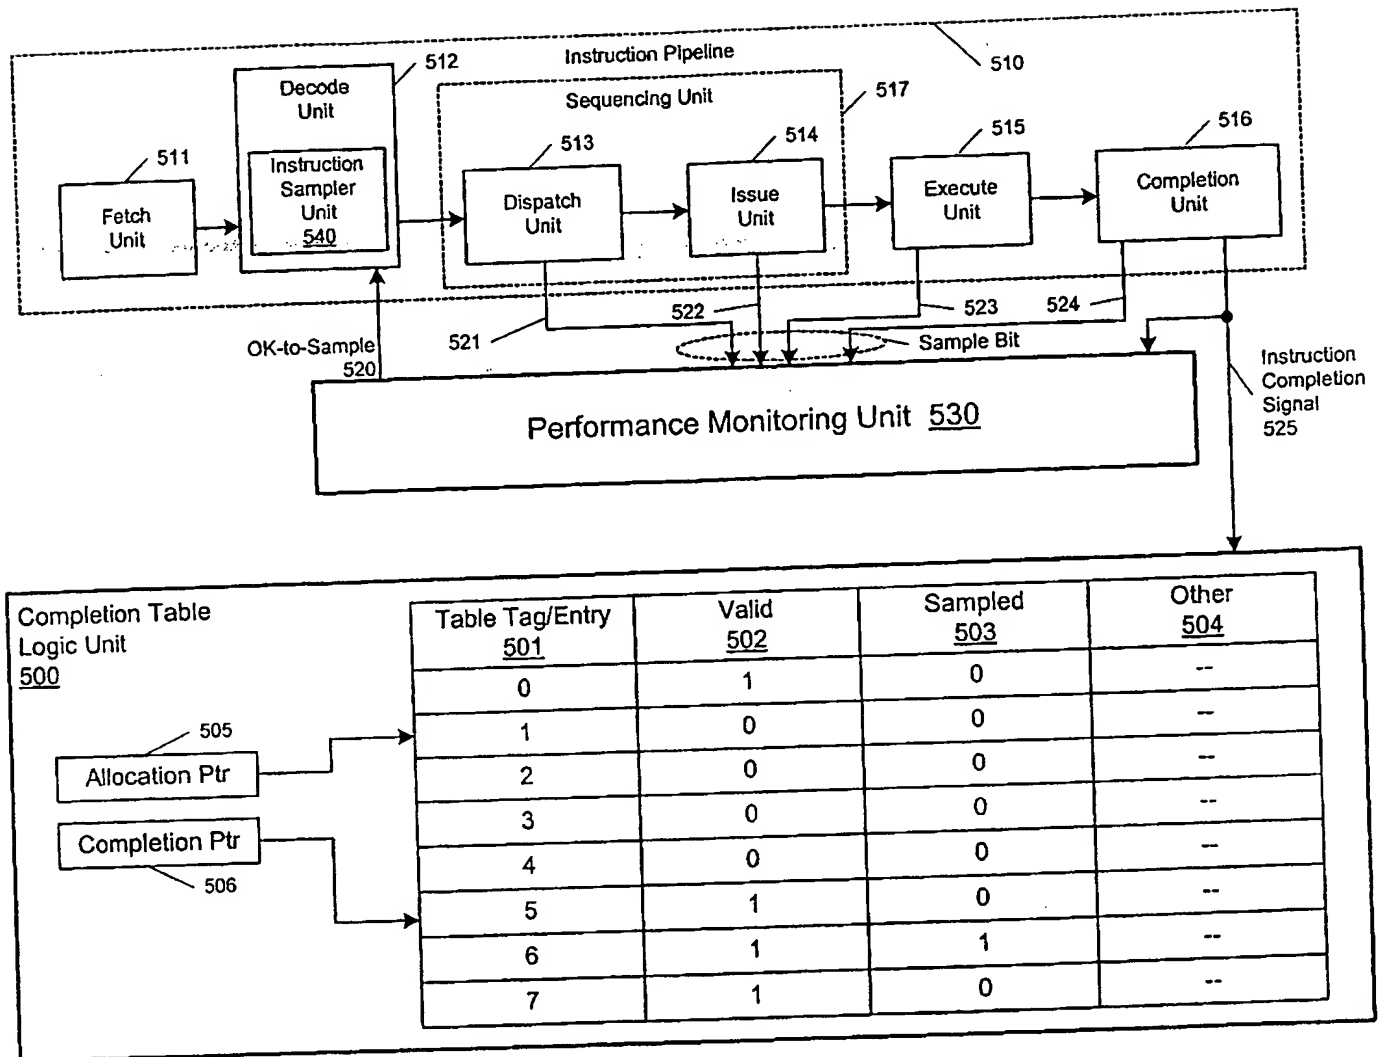 Instruction Pipeline
510
512
Decode
Unit
Instruction
Sampler
Unit
540
Sequencing Unit
517
511
Fetch
Unit
513
Dispatch
Unit
514
Issue
Unit
515
Execute
Unit
516
Completion
Unit
OK-to-Sample
520
521
522
523
524
Sample Bit
Instruction
Completion
Signal
525
Performance Monitoring Unit 530
Completion Table
Logic Unit
500
505
Allocation Ptr
Completion Ptr
506
Table Tag/Entry Valid Sampled Other
501 502 503 504
0 1 0 --
1 0 0 --
2 0 0 --
3 0 0 --
4 0 0 --
5 1 0 --
6 1 1 --
7 1 0 --